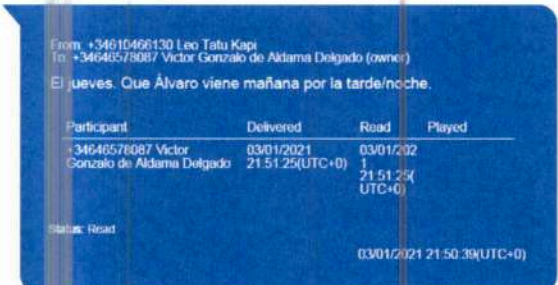 From: +34610466130 Leo Tatu Kapi
To: +34646578087 Victor Gonzalo de Aldama Delgado (owner)
El jueves. Que Álvaro viene mañana por la tarde/noche.
Participant Delivered Read Played
+34646578087 Victor 03/01/2021 03/01/202
Gonzalo de Aldama Delgado 21:51:25(UTC+0) 1
21:51:25(
UTC+0)
Status: Read
03/01/2021 21:50:39(UTC+0)